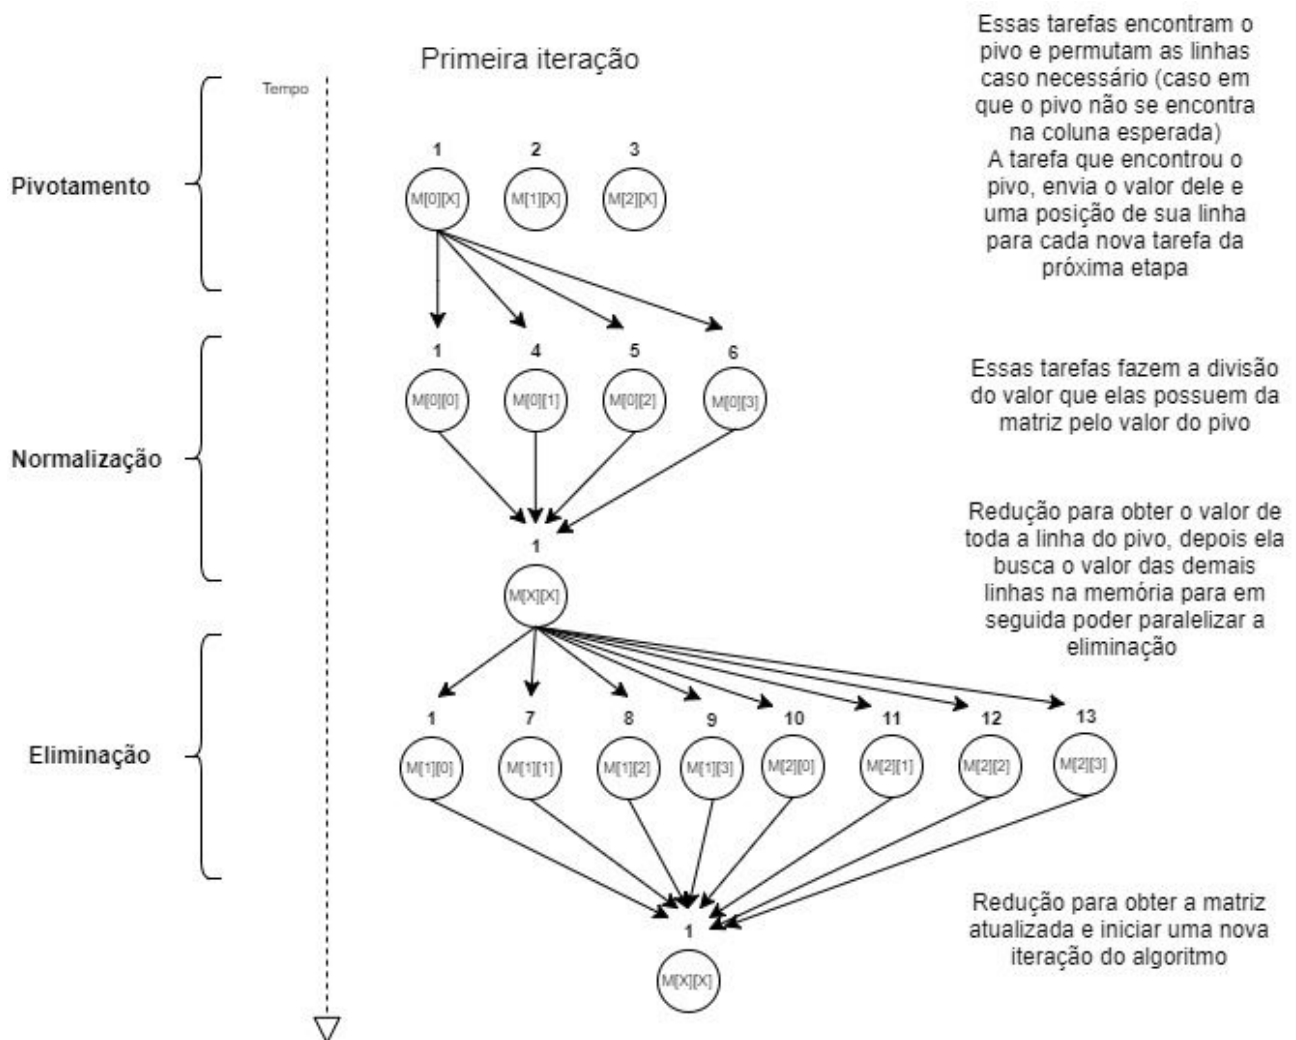 Primeira iteração
Tempo
Pivotamento
1 2 3
M[0][X] M[1][X] M[2][X]
Essas tarefas encontram o
pivo e permutam as linhas
caso necessário (caso em
que o pivo não se encontra
na coluna esperada)
A tarefa que encontrou o
pivo, envia o valor dele e
uma posição de sua linha
para cada nova tarefa da
próxima etapa
Normalização
1 4 5 6
M[0][0] M[0][1] M[0][2] M[0][3]
Essas tarefas fazem a divisão
do valor que elas possuem da
matriz pelo valor do pivo
1
M[X][X]
Redução para obter o valor de
toda a linha do pivo, depois ela
busca o valor das demais
linhas na memória para em
seguida poder paralelizar a
eliminação
Eliminação
1 7 8 9 10 11 12 13
M[1][0] M[1][1] M[1][2] M[1][3] M[2][0] M[2][1] M[2][2] M[2][3]
1
M[X][X]
Redução para obter a matriz
atualizada e iniciar uma nova
iteração do algoritmo